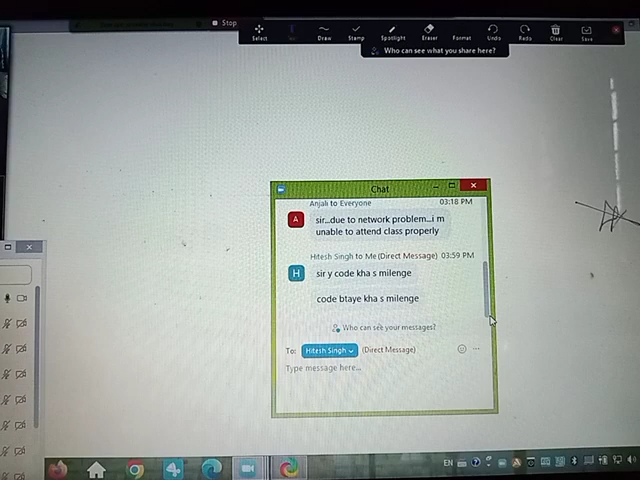 Stop
Select
Draw
Stamp
Spotlight
Eraser
Format
Undo
Redo
Clear
Save
Who can see what you share here?
Chat
Anjali to Everyone 03:18 PM
A
sir...due to network problem...i m
unable to attend class properly
Hitesh Singh to Me (Direct Message) 03:59 PM
H
sir y code kha s milenge
code btaye kha s milenge
Who can see your messages?
To: Hitesh Singh (Direct Message)
Type message here...
EN